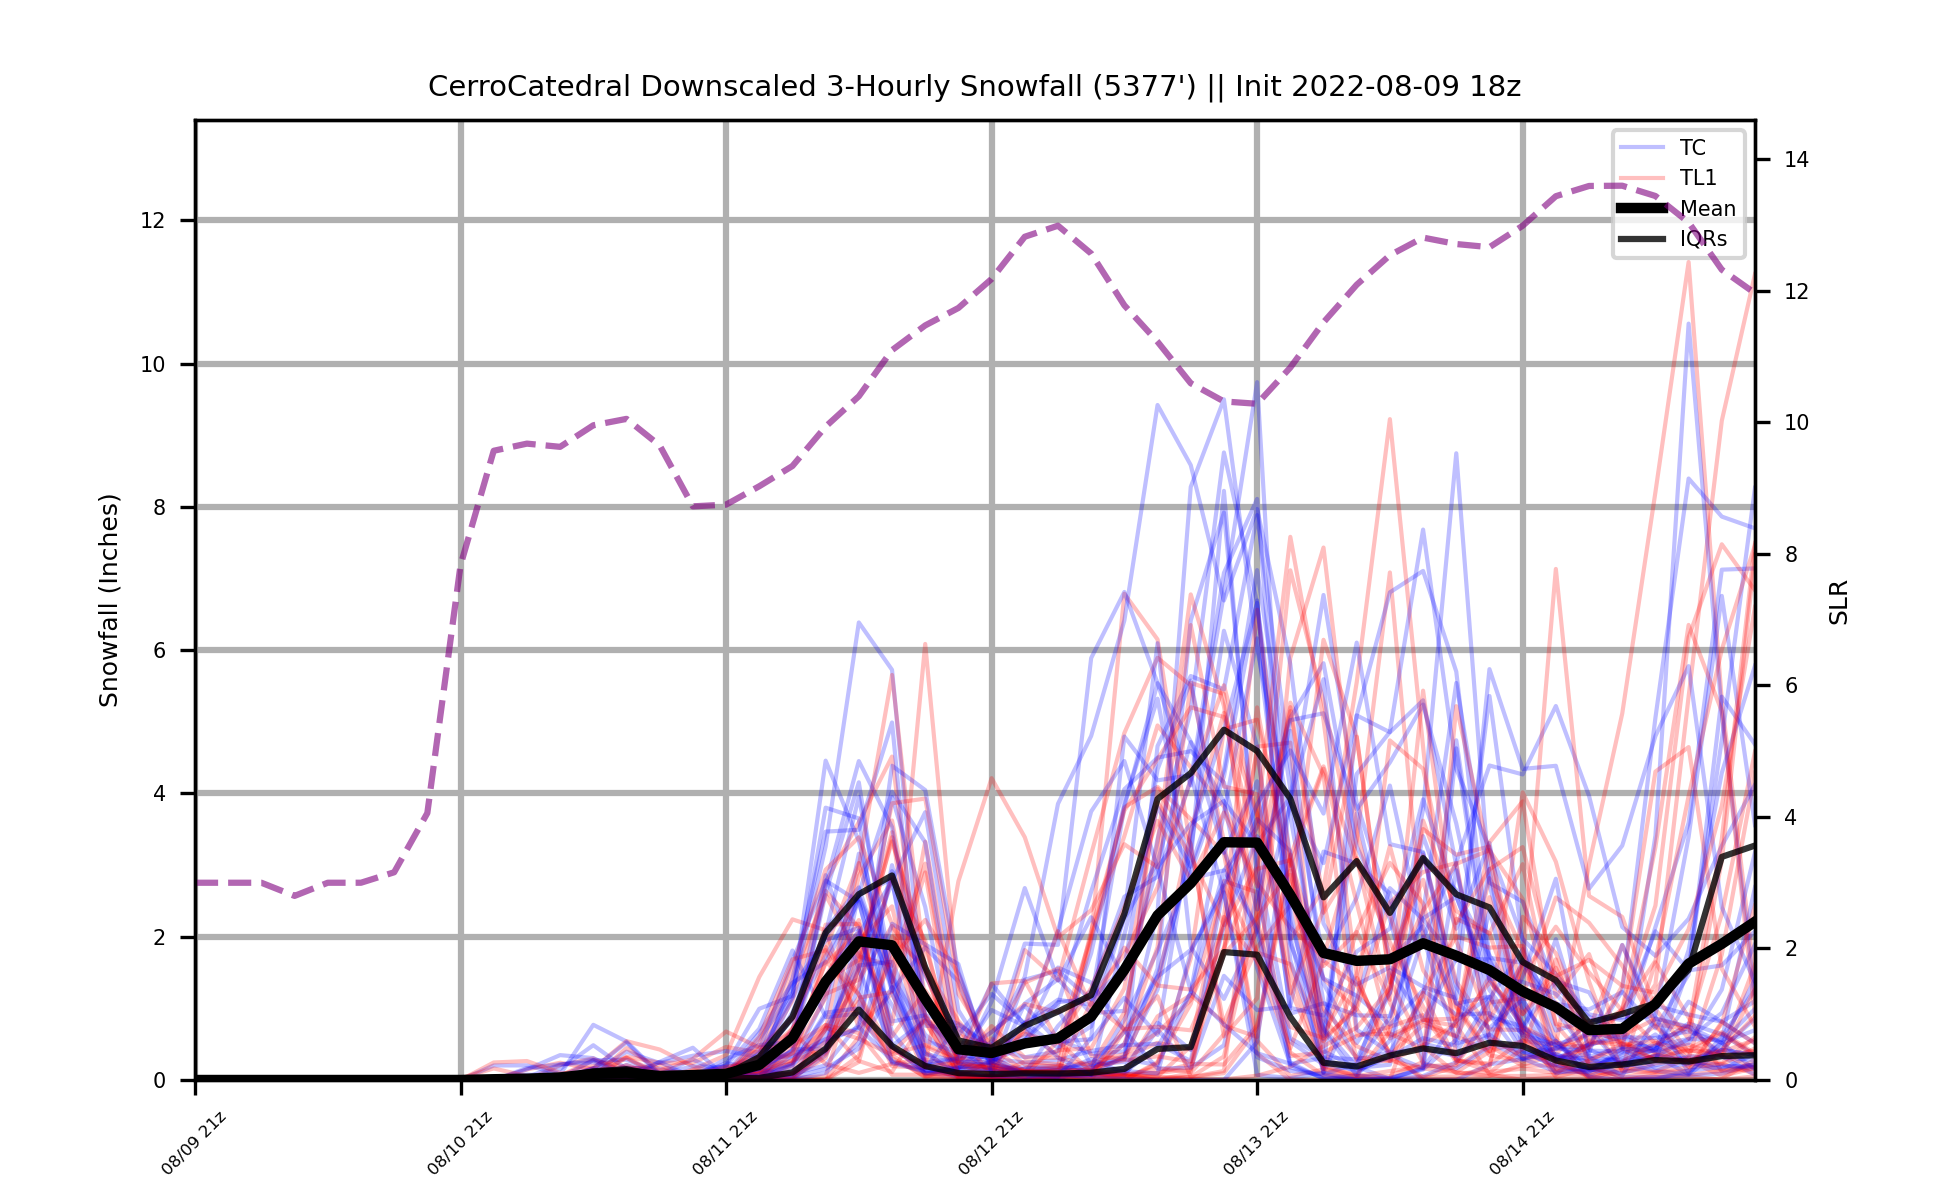 CerroCatedral Downscaled 3-Hourly Snowfall (5377') || Init 2022-08-09 18z
TC
TL1
Mean
IQRs
Snowfall (Inches)
12
10
8
6
4
2
0
SLR
14
12
10
8
6
4
2
0
08/09 21z
08/10 21z
08/11 21z
08/12 21z
08/13 21z
08/14 21z